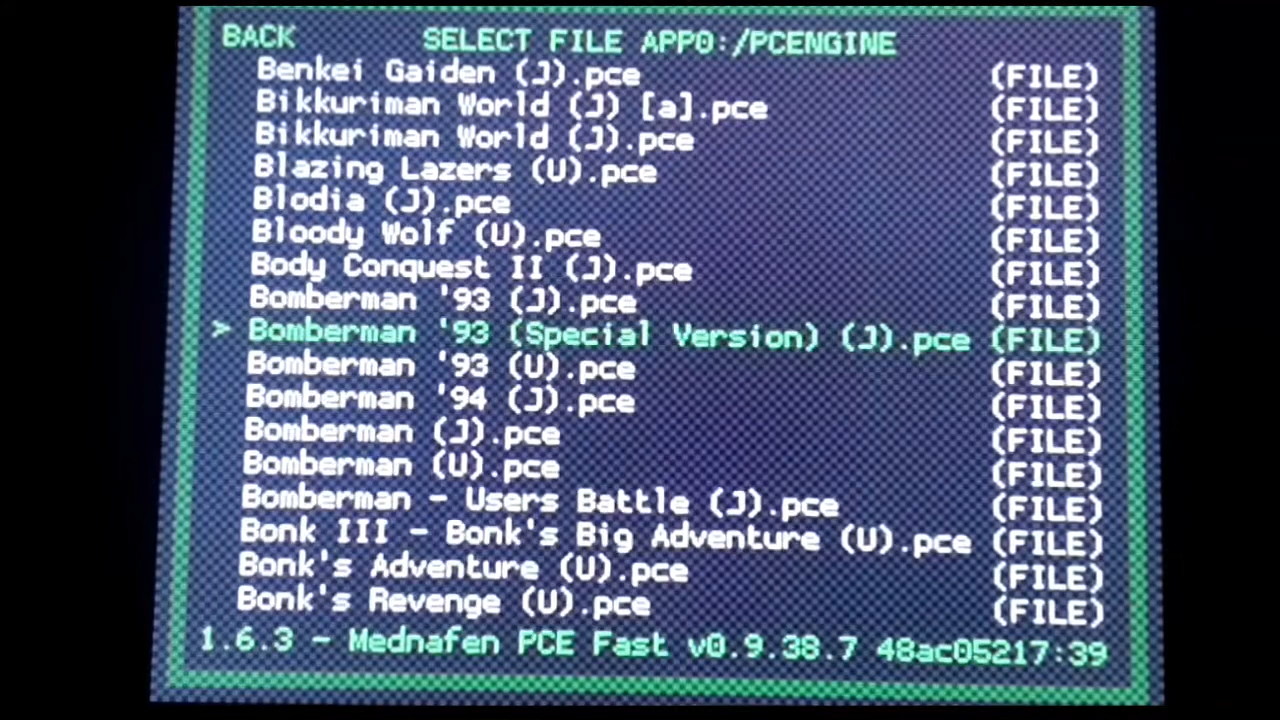 BACK SELECT FILE APP0:/PCENGINE
Benkei Gaiden (J).pce (FILE)
Bikkuriman World (J) [a].pce (FILE)
Bikkuriman World (J).pce (FILE)
Blazing Lazers (U).pce (FILE)
Blodia (J).pce (FILE)
Bloody Wolf (U).pce (FILE)
Body Conquest II (J).pce (FILE)
Bomberman '93 (J).pce (FILE)
> Bomberman '93 (Special Version) (J).pce (FILE)
Bomberman '93 (U).pce (FILE)
Bomberman '94 (J).pce (FILE)
Bomberman (J).pce (FILE)
Bomberman (U).pce (FILE)
Bomberman - Users Battle (J).pce (FILE)
Bonk III - Bonk's Big Adventure (U).pce (FILE)
Bonk's Adventure (U).pce (FILE)
Bonk's Revenge (U).pce (FILE)
1.6.3 - Mednafen PCE Fast v0.9.38.7 48ac05217:39